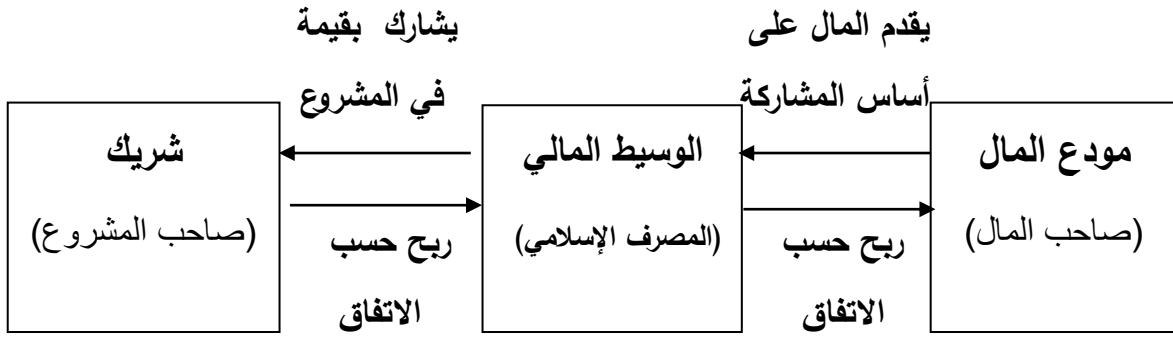 يقدم المال على
أساس المشاركة
يشارك بقيمة
في المشروع
مودع المال
(صاحب المال)
الوسيط المالي
(المصرف الإسلامي)
شريك
(صاحب المشروع)
ربح حسب
الاتفاق
ربح حسب
الاتفاق